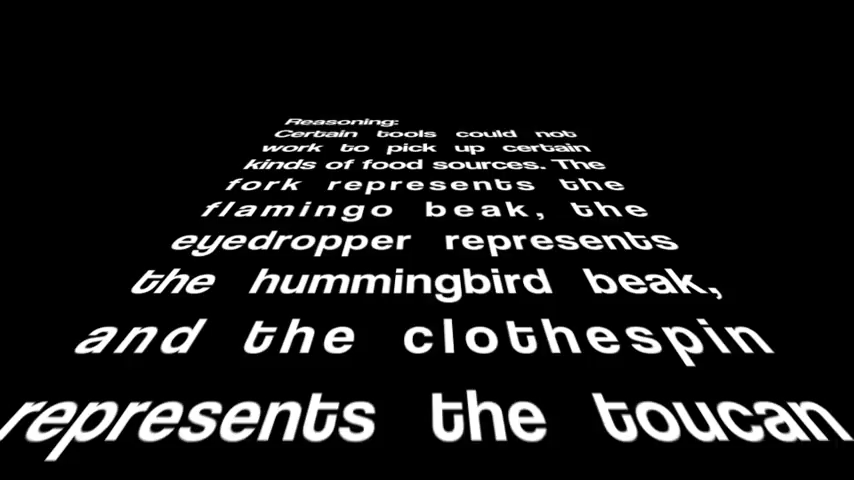 Reasoning:
Certain tools could not
work to pick up certain
kinds of food sources. The
fork represents the
flamingo beak, the
eyedropper represents
the hummingbird beak,
and the clothespin
represents the toucan